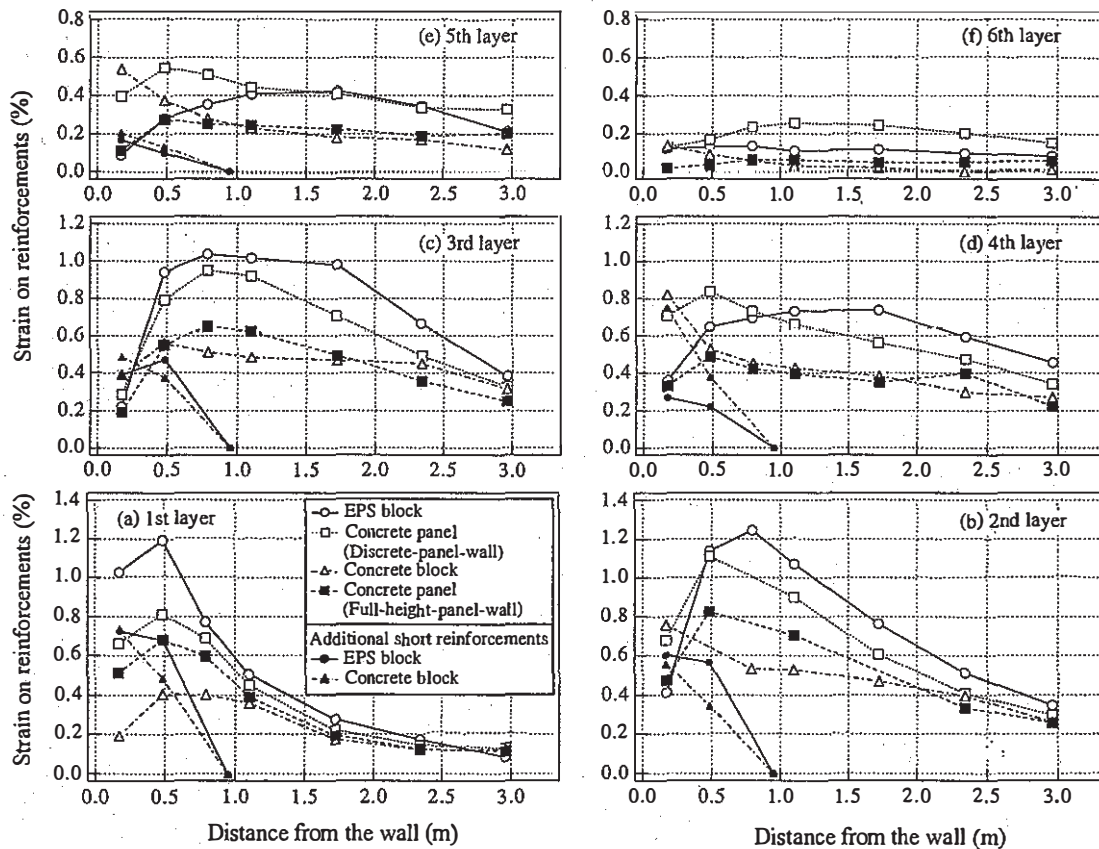 Strain on reinforcements (%)
0.8
0.6
0.4
0.2
0.0
(e) 5th layer
0.0 0.5 1.0 1.5 2.0 2.5 3.0
0.8
0.6
0.4
0.2
0.0
(f) 6th layer
0.0 0.5 1.0 1.5 2.0 2.5 3.0
1.2
1.0
0.8
0.6
0.4
0.2
0.0
(c) 3rd layer
0.0 0.5 1.0 1.5 2.0 2.5 3.0
1.2
1.0
0.8
0.6
0.4
0.2
0.0
(d) 4th layer
0.0 0.5 1.0 1.5 2.0 2.5 3.0
Strain on reinforcements (%)
1.4
1.2
1.0
0.8
0.6
0.4
0.2
0.0
(a) 1st layer
EPS block
Concrete panel
(Discrete-panel-wall)
Concrete block
Concrete panel
(Full-height-panel-wall)
Additional short reinforcements
EPS block
Concrete block
0.0 0.5 1.0 1.5 2.0 2.5 3.0
Distance from the wall (m)
1.4
1.2
1.0
0.8
0.6
0.4
0.2
0.0
(b) 2nd layer
0.0 0.5 1.0 1.5 2.0 2.5 3.0
Distance from the wall (m)